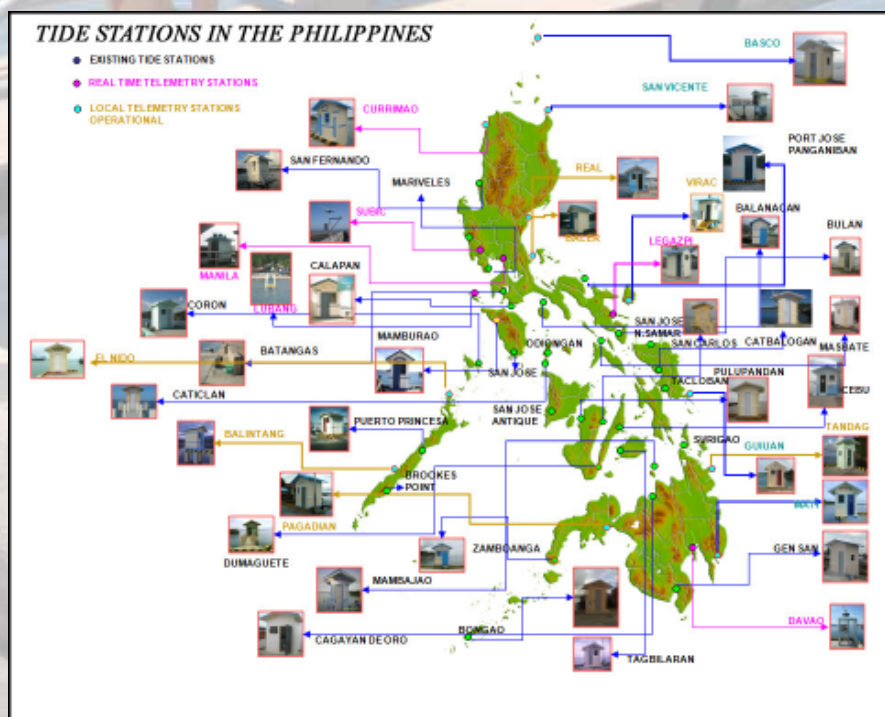 TIDE STATIONS IN THE PHILIPPINES
EXISTING TIDE STATIONS
REAL TIME TELEMETRY STATIONS
LOCAL TELEMETRY STATIONS
OPERATIONAL
BASCO
SAN VICENTE
CURRIMAO
PORT JOSE
PANGANIBAN
SAN FERNANDO
REAL
MARIVELES
VIRAC
BALANACAN
SUBIC
BALER
BULAN
LEGAZPI
MANILA
CALAPAN
CORON
LUBANG
SAN JOSE
N.SAMAR
MAMBURAO
ODIONGAN
SAN CARLOS
CATBALOGAN
MASBATE
EL NIDO
BATANGAS
SAN JOSE
PULUPANDAN
TACLOBAN
CEBU
CATICLAN
SAN JOSE
ANTIQUE
PUERTO PRINCESA
TANDAG
BALINTANG
SURIGAO
GUIUAN
BROOKES
POINT
MATI
PAGADIAN
ZAMBOANGA
GEN SAN
DUMAGUETE
MAMBAJAO
DAVAO
BONGAO
CAGAYAN DE ORO
TAGBILARAN